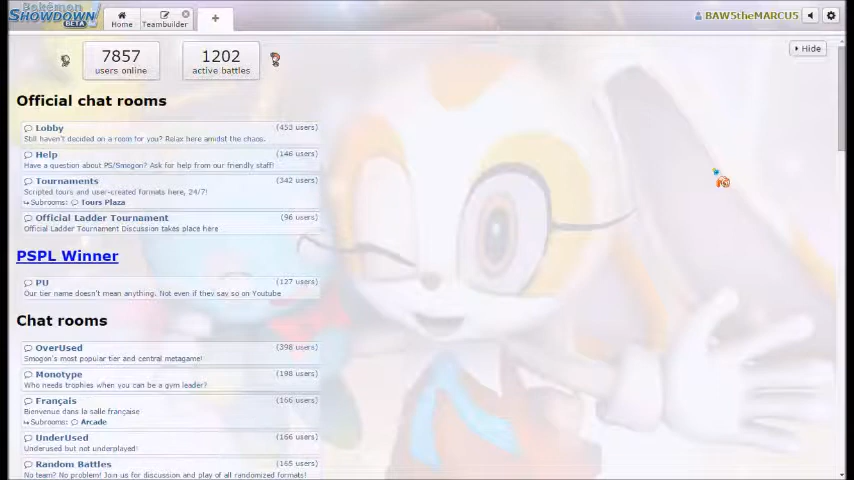 Pokémon
SHOWDOWN!
BETA
Home
Teambuilder
+
BAW5theMARCU5
7857
users online
1202
active battles
Hide
Official chat rooms
Lobby (453 users)
Still haven't decided on a room for you? Relax here amidst the chaos.
Help (146 users)
Have a question about PS/Smogon? Ask for help from our friendly staff!
Tournaments (342 users)
Scripted tours and user-created formats here, 24/7!
Subrooms: Tours Plaza
Official Ladder Tournament (96 users)
Official Ladder Tournament Discussion takes place here
PSPL Winner
PU (127 users)
Our tier name doesn't mean anything. Not even if they say so on Youtube
Chat rooms
OverUsed (398 users)
Smogon's most popular tier and central metagame!
Monotype (198 users)
Who needs trophies when you can be a gym leader?
Français (166 users)
Bienvenue dans la salle française
Subrooms: Arcade
UnderUsed (166 users)
Underused but not underplayed!
Random Battles (165 users)
No team? No problem! Join us for discussion and play of all randomized formats!